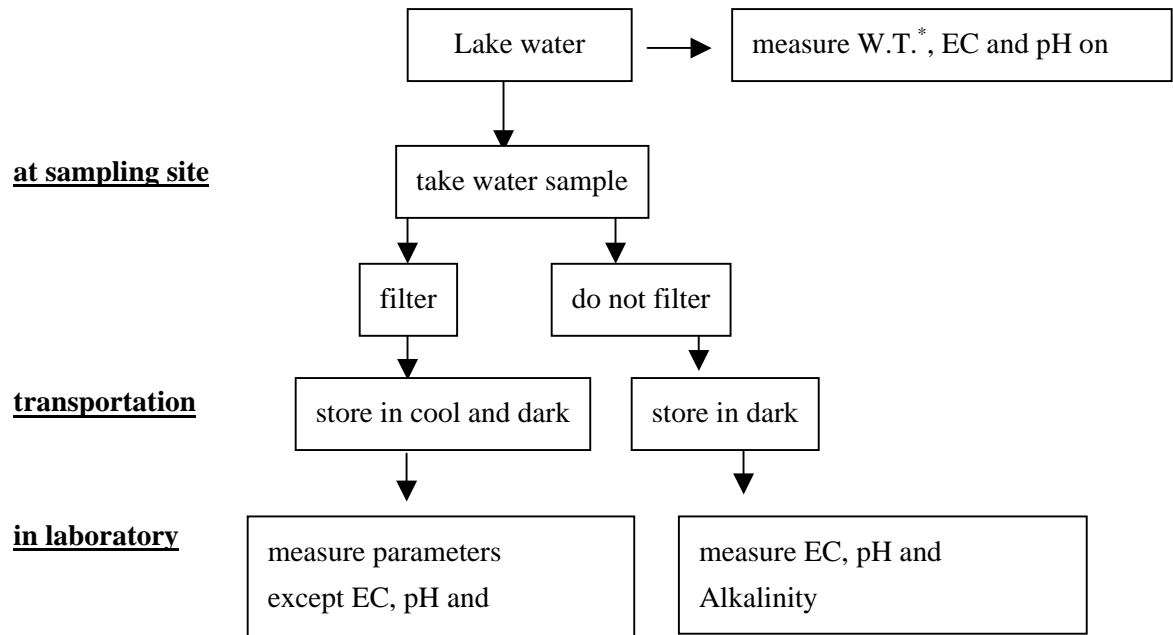 Lake water
measure W.T.*, EC and pH on
at sampling site
take water sample
filter
do not filter
transportation
store in cool and dark
store in dark
in laboratory
measure parameters
except EC, pH and
measure EC, pH and
Alkalinity